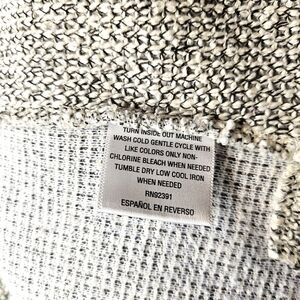 TURN INSIDE OUT MACHINE
WASH COLD GENTLE CYCLE WITH
LIKE COLORS ONLY NON-
CHLORINE BLEACH WHEN NEEDED
TUMBLE DRY LOW COOL IRON
WHEN NEEDED
RN92391
ESPAÑOL EN REVERSO